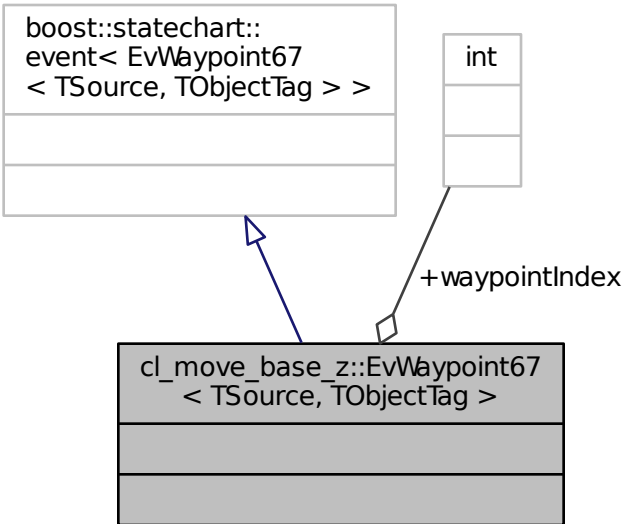 boost::statechart::
event< EvWaypoint67
< TSource, TObjectTag > >
int
+waypointIndex
cl_move_base_z::EvWaypoint67
< TSource, TObjectTag >